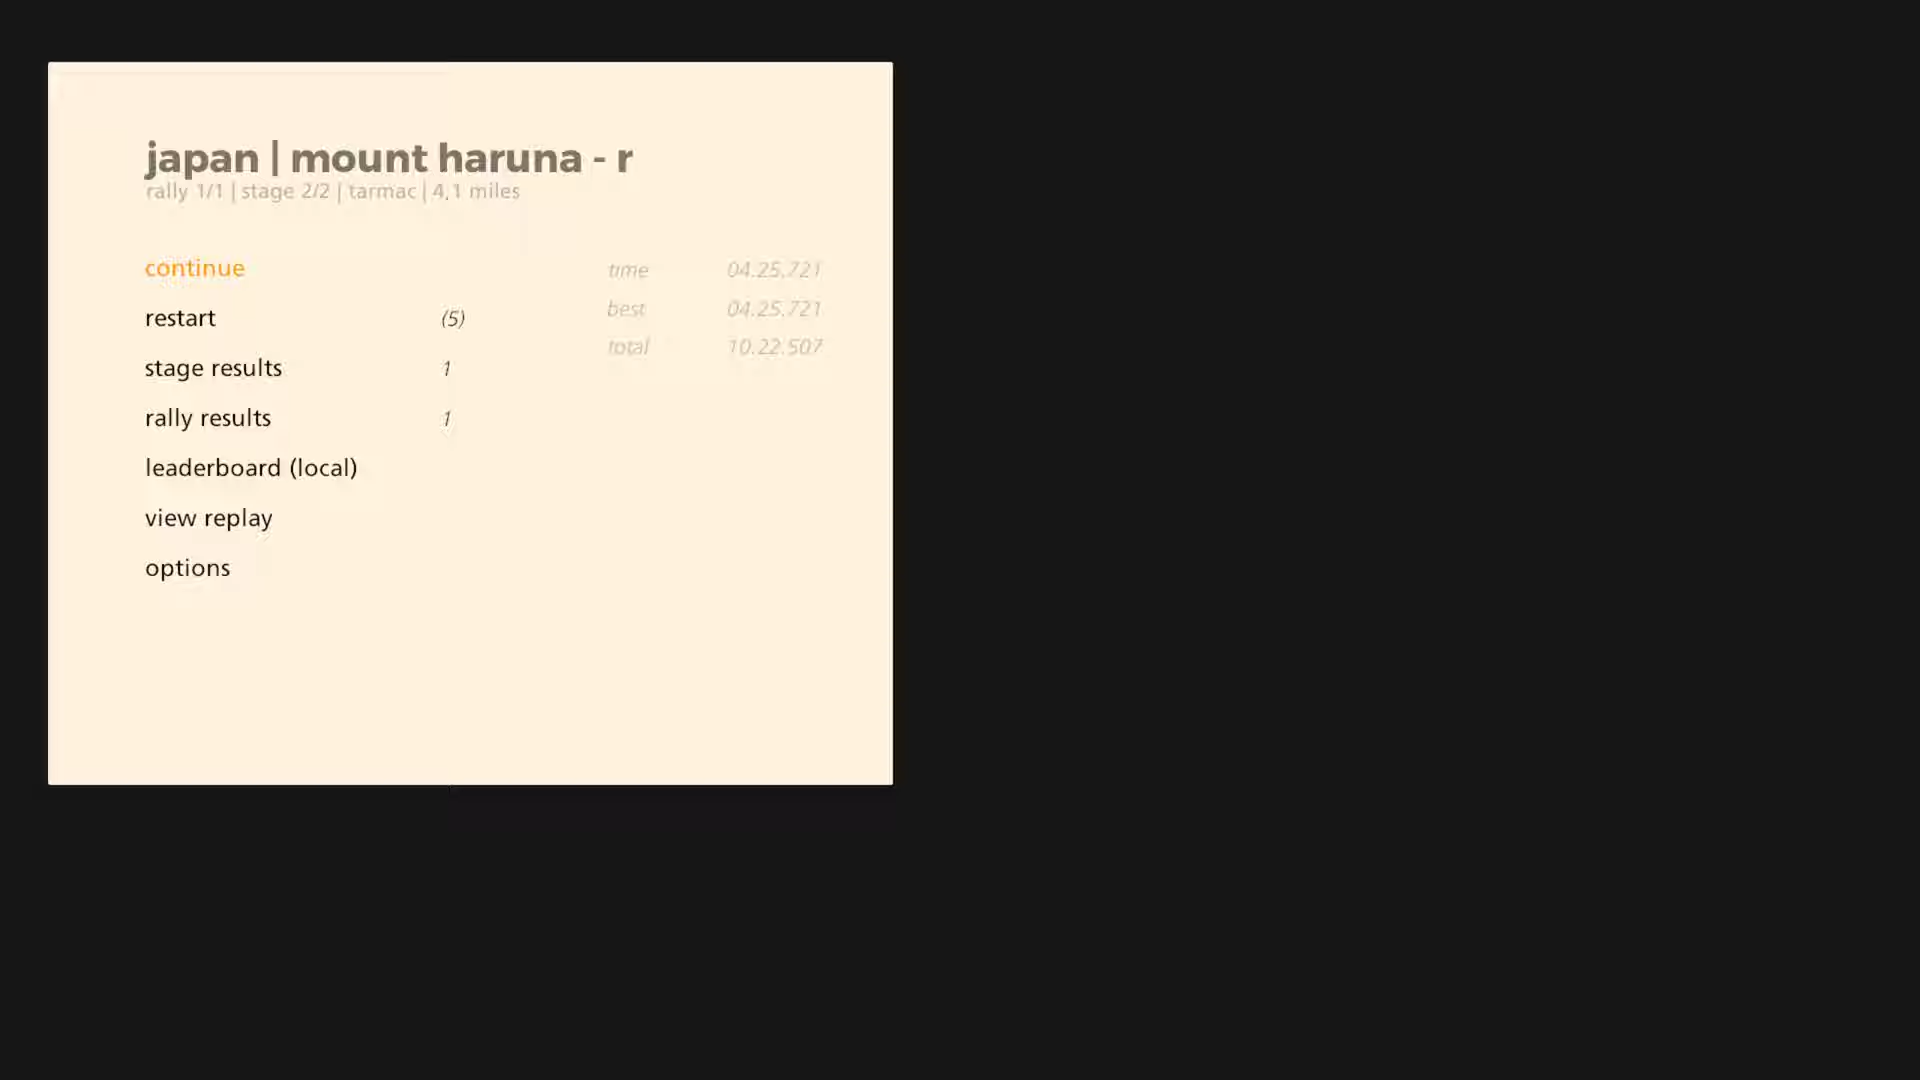 japan | mount haruna - r
rally 1/1 | stage 2/2 | tarmac | 4.1 miles
continue
restart (5)
stage results 1
rally results 1
leaderboard (local)
view replay
options
time 04.25.721
best 04.25.721
total 10.22.507